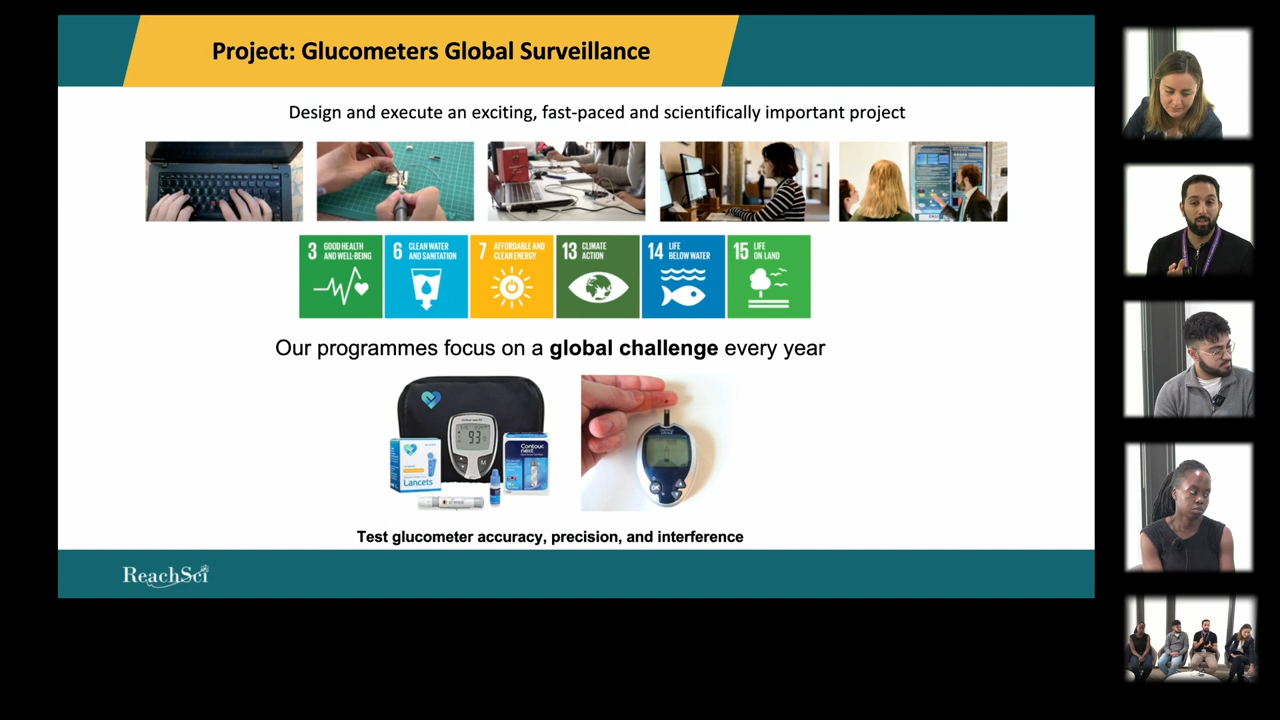 Project: Glucometers Global Surveillance
Design and execute an exciting, fast-paced and scientifically important project
3 GOOD HEALTH
AND WELL-BEING
6 CLEAN WATER
AND SANITATION
7 AFFORDABLE AND
CLEAN ENERGY
13 CLIMATE
ACTION
14 LIFE
BELOW WATER
15 LIFE
ON LAND
Our programmes focus on a global challenge every year
93
M
Lancets
Contour
next
OK
Test glucometer accuracy, precision, and interference
ReachSci